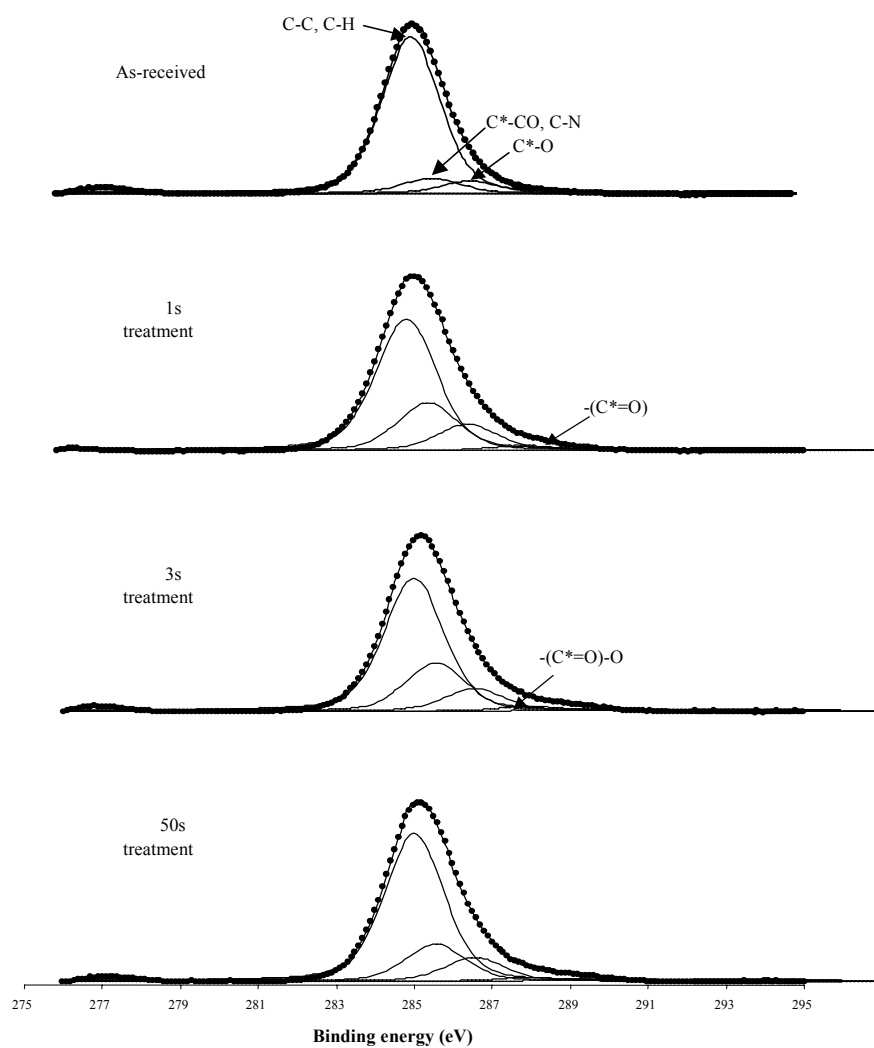 C-C, C-H
As-received
C*-CO, C-N
C*-O
1s
treatment
-(C*=O)
3s
treatment
-(C*=O)-O
50s
treatment
275 277 279 281 283 285 287 289 291 293 295
Binding energy (eV)